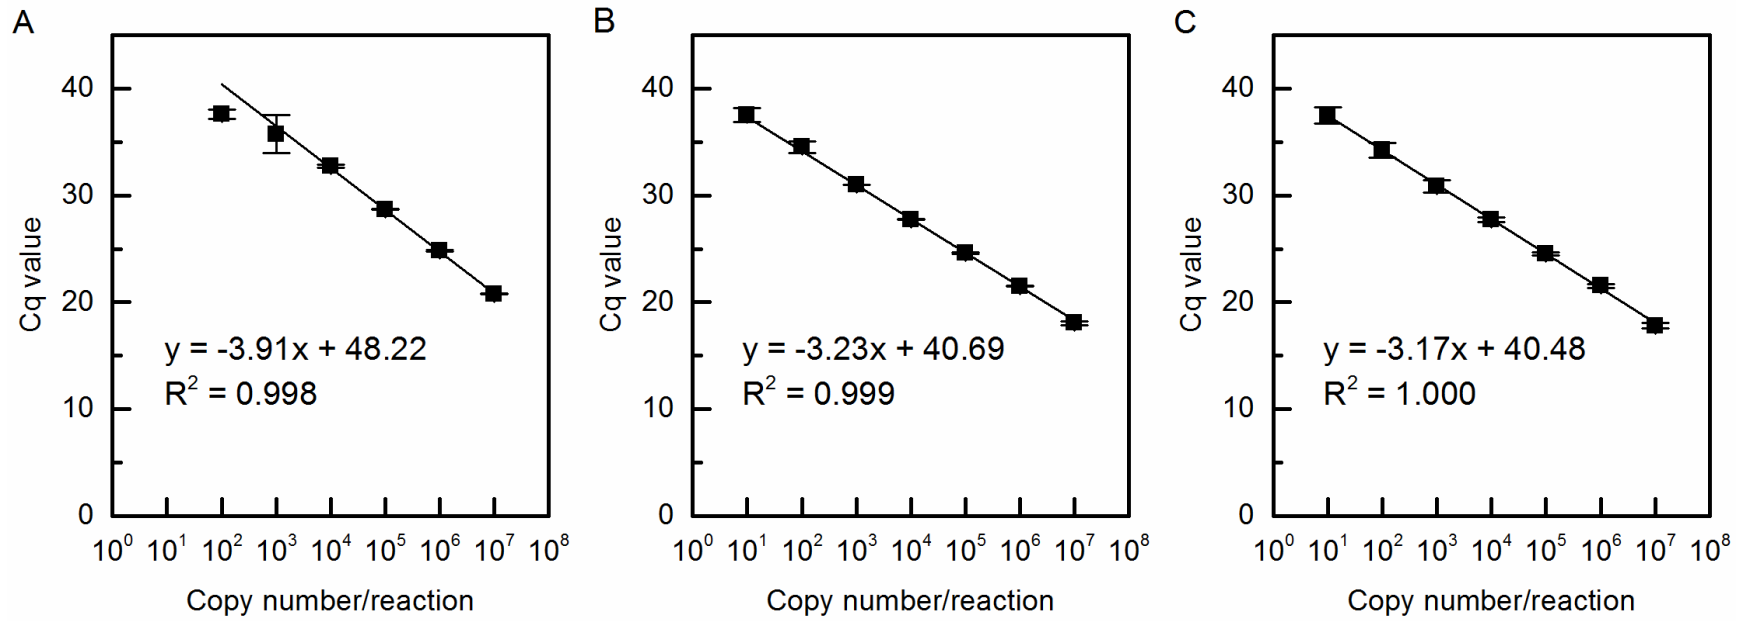 A
Cq value
40
30
20
10
0
y = -3.91x + 48.22
R² = 0.998
10⁰ 10¹ 10² 10³ 10⁴ 10⁵ 10⁶ 10⁷ 10⁸
Copy number/reaction
B
Cq value
40
30
20
10
0
y = -3.23x + 40.69
R² = 0.999
10⁰ 10¹ 10² 10³ 10⁴ 10⁵ 10⁶ 10⁷ 10⁸
Copy number/reaction
C
Cq value
40
30
20
10
0
y = -3.17x + 40.48
R² = 1.000
10⁰ 10¹ 10² 10³ 10⁴ 10⁵ 10⁶ 10⁷ 10⁸
Copy number/reaction